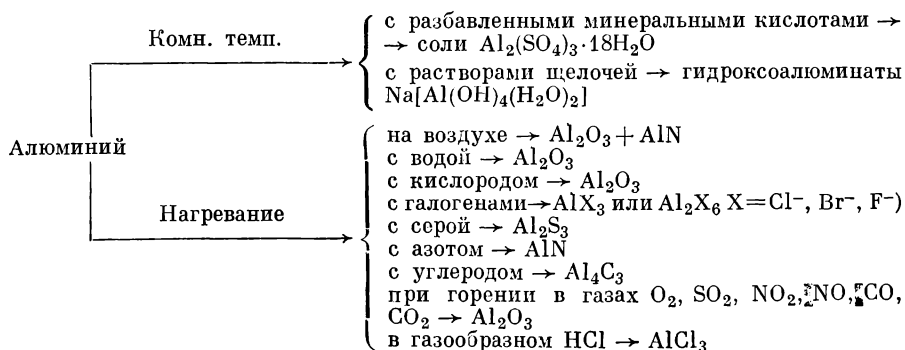 Комн. темп.
с разбавленными минеральными кислотами →
→ соли Al₂(SO₄)₃·18H₂O
с растворами щелочей → гидроксоалюминаты
Na[Al(OH)₄(H₂O)₂]
Алюминий
Нагревание
на воздухе → Al₂O₃ + AlN
с водой → Al₂O₃
с кислородом → Al₂O₃
с галогенами → AlX₃ или Al₂X₆ X=Cl⁻, Br⁻, F⁻)
с серой → Al₂S₃
с азотом → AlN
с углеродом → Al₄C₃
при горении в газах O₂, SO₂, NO₂, NO, CO,
CO₂ → Al₂O₃
в газообразном HCl → AlCl₃